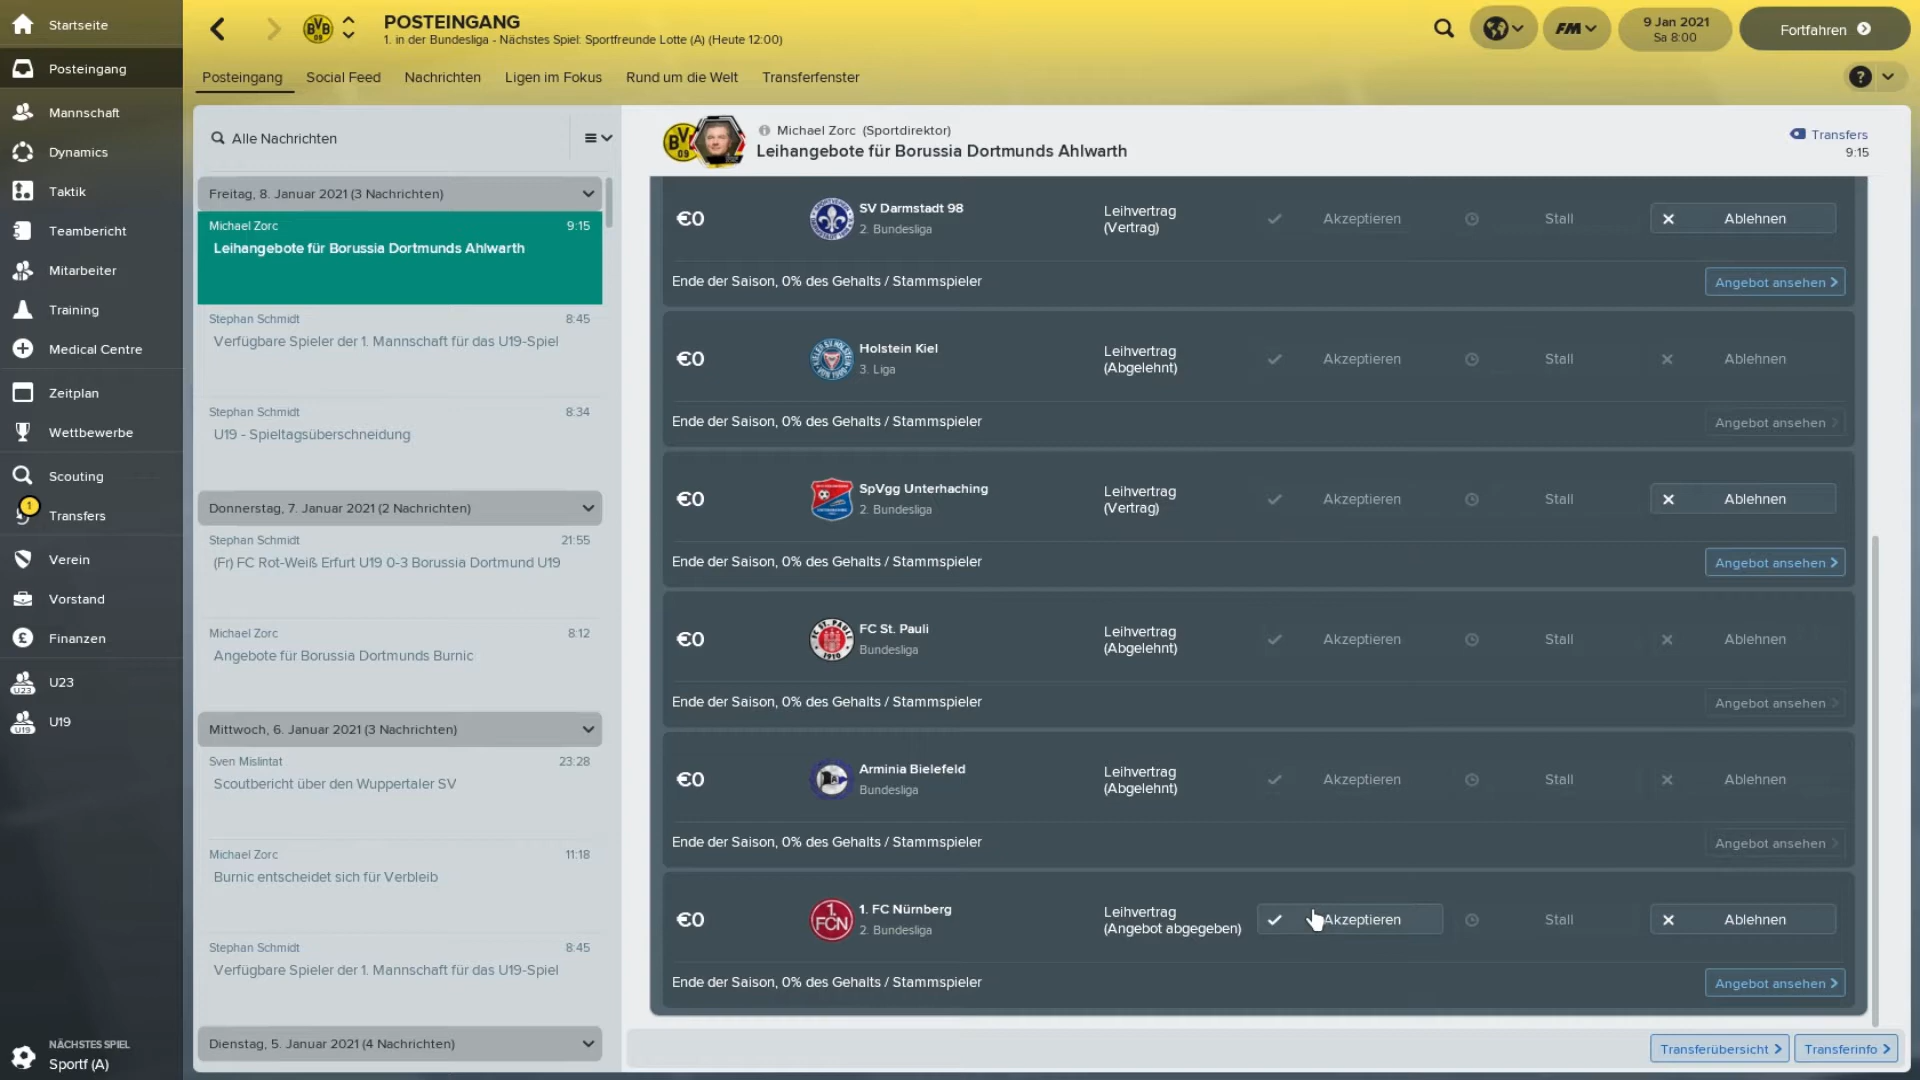 Startseite
Posteingang
Mannschaft
Dynamics
Taktik
Teambericht
Mitarbeiter
Training
Medical Centre
Zeitplan
Wettbewerbe
Scouting
1
Transfers
Verein
Vorstand
Finanzen
U23
U23
U19
U19
NÄCHSTES SPIEL
Sportf (A)
POSTEINGANG
1. in der Bundesliga - Nächstes Spiel: Sportfreunde Lotte (A) (Heute 12:00)
FM
9 Jan 2021
Sa 8:00
Fortfahren
Posteingang
Social Feed
Nachrichten
Ligen im Fokus
Rund um die Welt
Transferfenster
?
Alle Nachrichten
Freitag, 8. Januar 2021 (3 Nachrichten)
Michael Zorc 9:15
Leihangebote für Borussia Dortmunds Ahlwarth
Stephan Schmidt 8:45
Verfügbare Spieler der 1. Mannschaft für das U19-Spiel
Stephan Schmidt 8:34
U19 - Spieltagsüberschneidung
Donnerstag, 7. Januar 2021 (2 Nachrichten)
Stephan Schmidt 21:55
(Fr) FC Rot-Weiß Erfurt U19 0-3 Borussia Dortmund U19
Michael Zorc 8:12
Angebote für Borussia Dortmunds Burnic
Mittwoch, 6. Januar 2021 (3 Nachrichten)
Sven Mislintat 23:28
Scoutbericht über den Wuppertaler SV
Michael Zorc 11:18
Burnic entscheidet sich für Verbleib
Stephan Schmidt 8:45
Verfügbare Spieler der 1. Mannschaft für das U19-Spiel
Dienstag, 5. Januar 2021 (4 Nachrichten)
Michael Zorc (Sportdirektor)
Leihangebote für Borussia Dortmunds Ahlwarth
Transfers
9:15
€0 SV Darmstadt 98 Leihvertrag Akzeptieren Stall Ablehnen
2. Bundesliga (Vertrag)
Ende der Saison, 0% des Gehalts / Stammspieler Angebot ansehen
€0 Holstein Kiel Leihvertrag Akzeptieren Stall Ablehnen
3. Liga (Abgelehnt)
Ende der Saison, 0% des Gehalts / Stammspieler Angebot ansehen
€0 SpVgg Unterhaching Leihvertrag Akzeptieren Stall Ablehnen
2. Bundesliga (Vertrag)
Ende der Saison, 0% des Gehalts / Stammspieler Angebot ansehen
€0 FC St. Pauli Leihvertrag Akzeptieren Stall Ablehnen
Bundesliga (Abgelehnt)
Ende der Saison, 0% des Gehalts / Stammspieler Angebot ansehen
€0 Arminia Bielefeld Leihvertrag Akzeptieren Stall Ablehnen
Bundesliga (Abgelehnt)
Ende der Saison, 0% des Gehalts / Stammspieler Angebot ansehen
€0 1. FC Nürnberg Leihvertrag Akzeptieren Stall Ablehnen
2. Bundesliga (Angebot abgegeben)
Ende der Saison, 0% des Gehalts / Stammspieler Angebot ansehen
Transferübersicht
Transferinfo